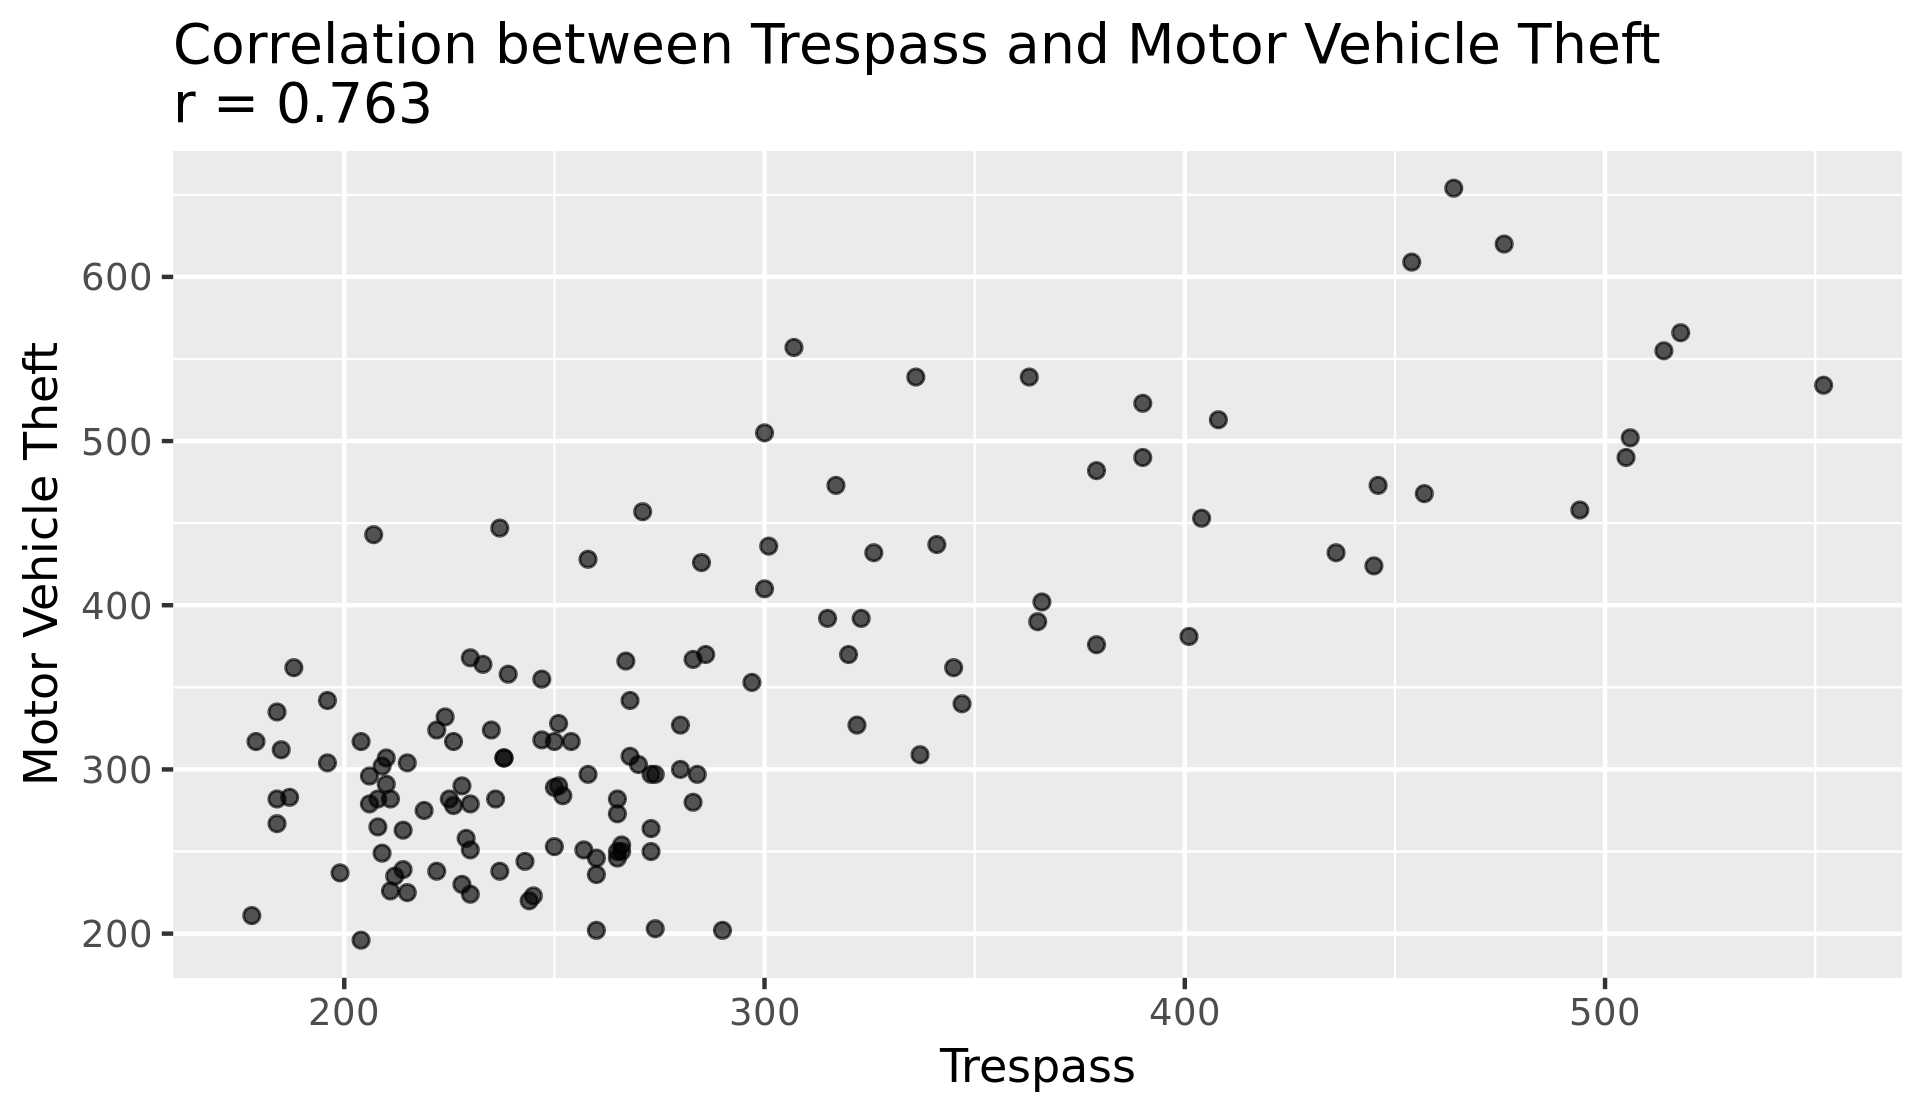 Correlation between Trespass and Motor Vehicle Theft
r = 0.763
Motor Vehicle Theft
600
500
400
300
200
200 300 400 500
Trespass